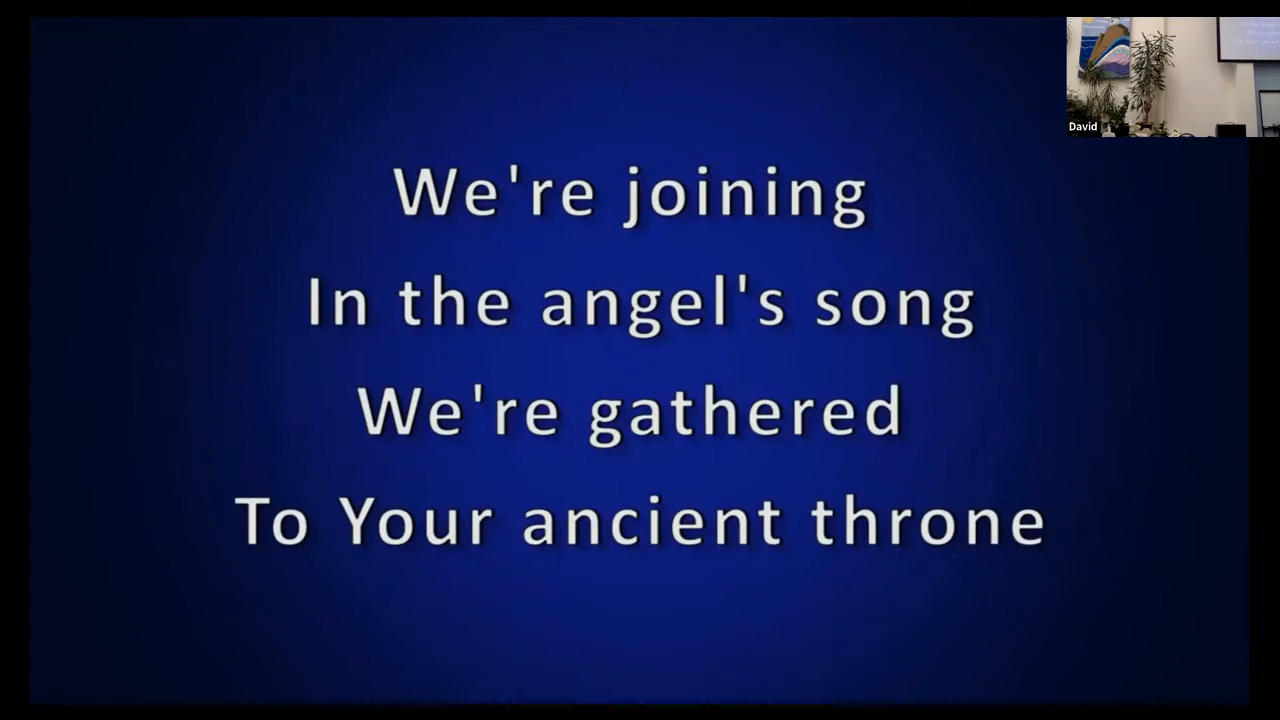 We're joining
In the angel's song
We're gathered
To Your ancient throne
David